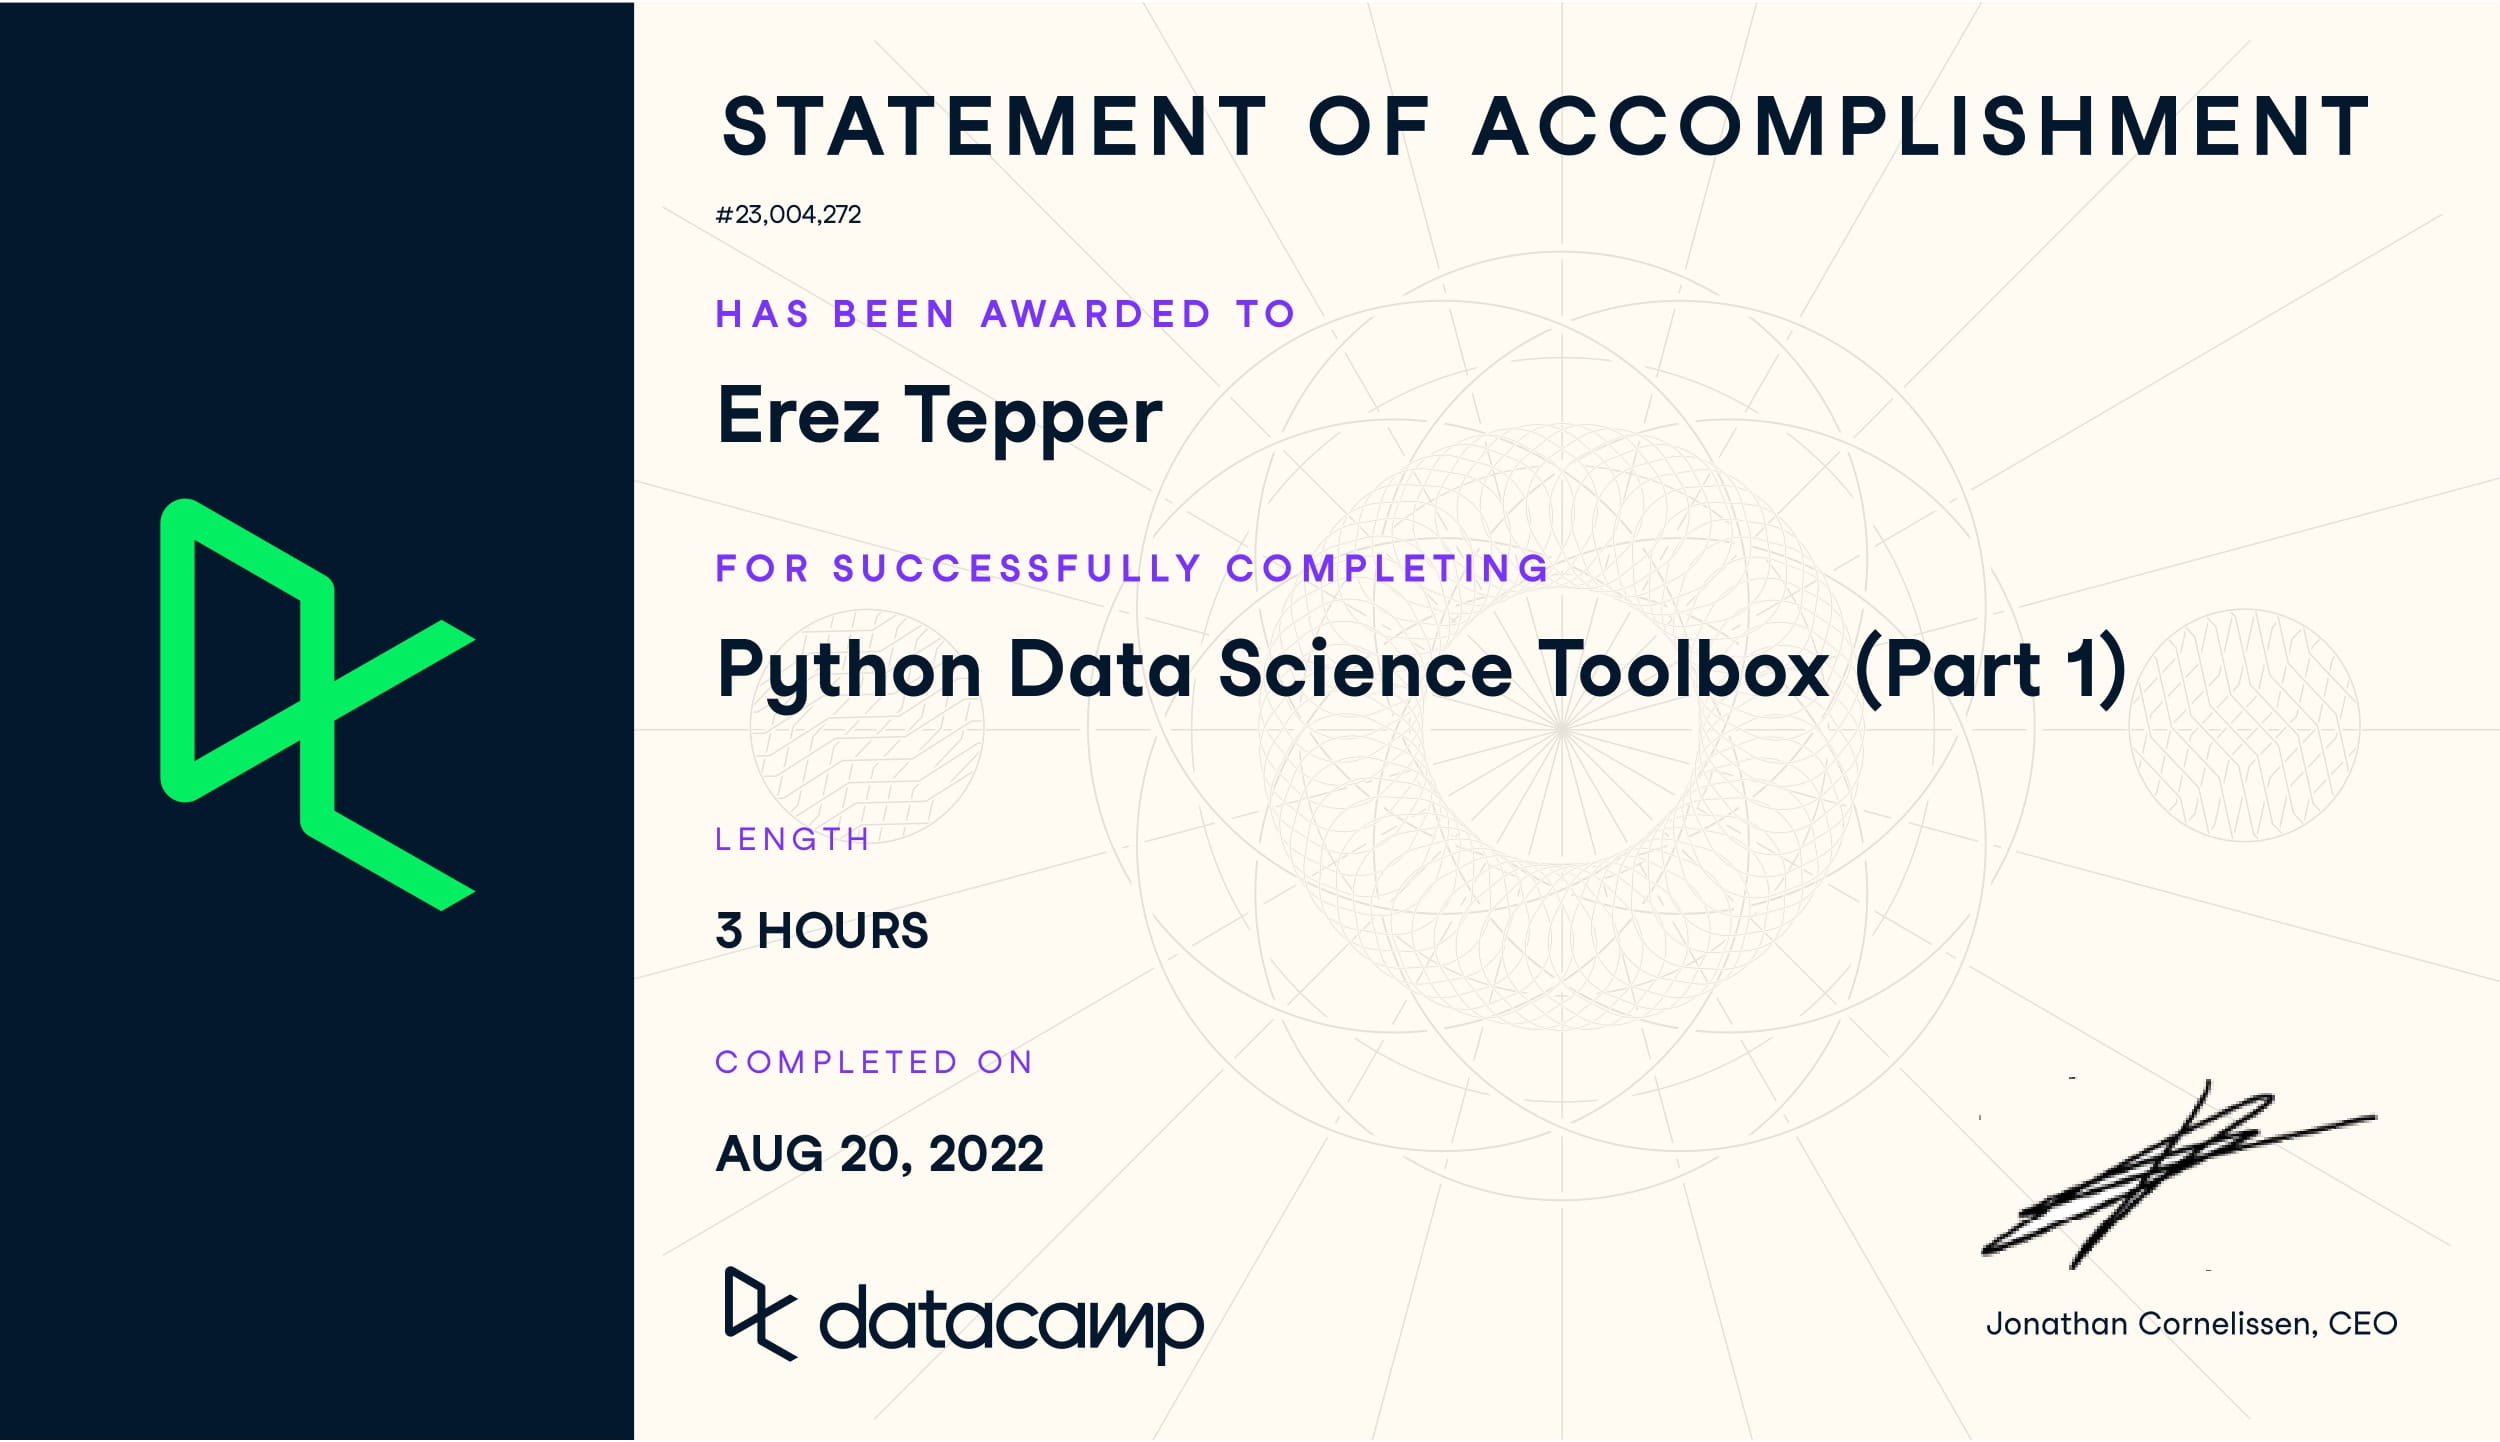 STATEMENT OF ACCOMPLISHMENT
#23,004,272
HAS BEEN AWARDED TO
Erez Tepper
FOR SUCCESSFULLY COMPLETING
Python Data Science Toolbox (Part 1)
LENGTH
3 HOURS
COMPLETED ON
AUG 20, 2022
datacamp
Jonathan Cornelissen, CEO